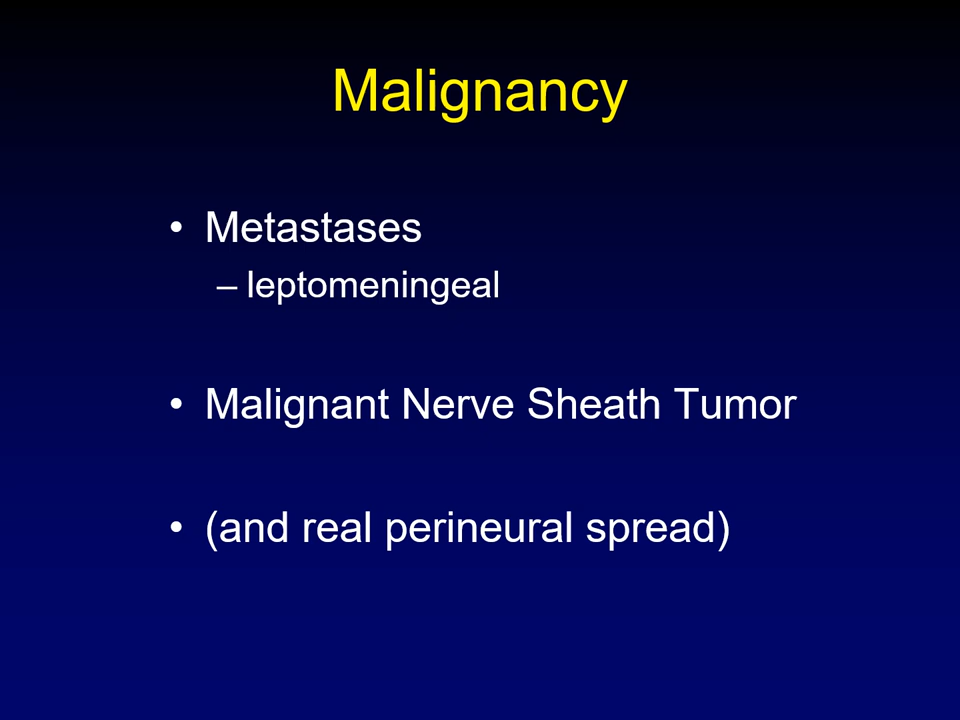 Malignancy
• Metastases
– leptomeningeal
• Malignant Nerve Sheath Tumor
• (and real perineural spread)